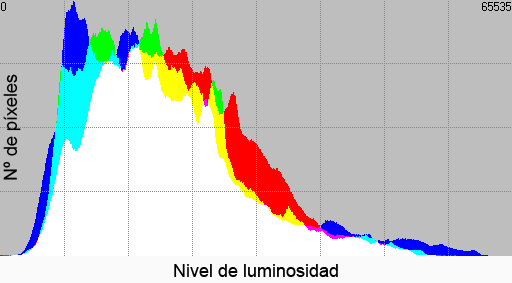 0
65535
Nº de píxeles
Nivel de luminosidad